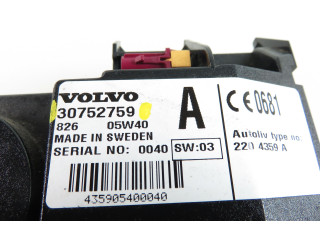 VOLVO
30752759
826 05W40
MADE IN SWEDEN
SERIAL NO: 0040 SW:03
A
CE 0681
Autoliv type no:
220 4359 A
435905400040